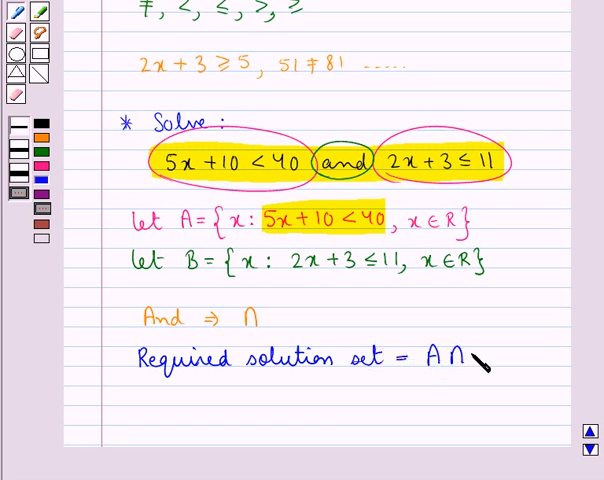 ≠, <, ≤, >, ≥
2x + 3 ≥ 5, 51 ≠ 81 .....
* Solve :
5x + 10 < 40 and 2x + 3 ≤ 11
let A = { x : 5x + 10 < 40, x ∈ R}
let B = { x : 2x + 3 ≤ 11, x ∈ R}
And ⇒ ∩
Required solution set = A ∩